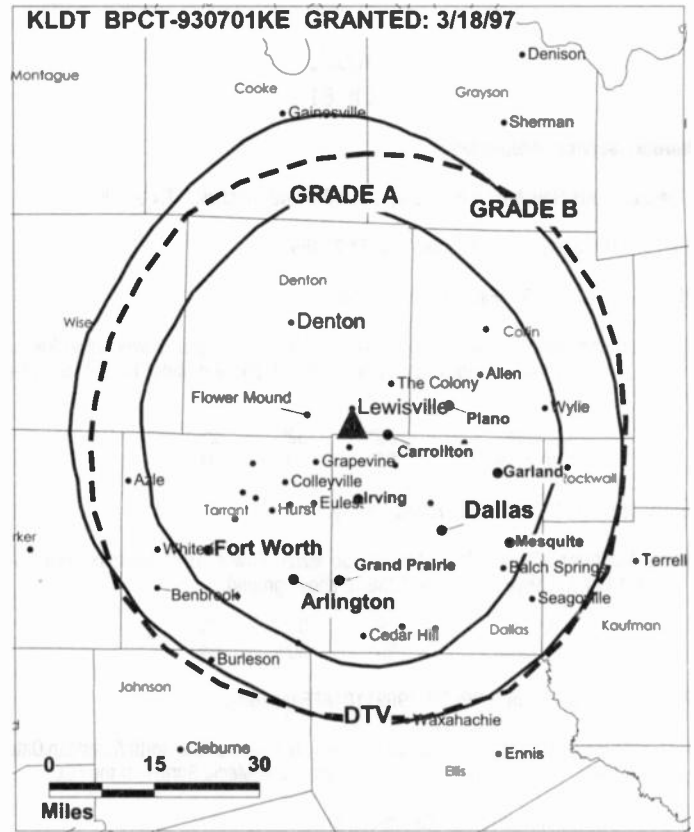 KLDT BPCT-930701KE GRANTED: 3/18/97
Denison
Montague
Cooke
Grayson
Gainesville
Sherman
GRADE A
GRADE B
Denton
Denton
Wise
Collin
Allen
The Colony
Flower Mound
Lewisville
Plano
Wylie
Carrollton
Grapevine
Garland
Rockwall
Azle
Colleyville
Irving
Tarrant
Hurst
Euless
Dallas
rker
White
Fort Worth
Mesquite
Grand Prairie
Balch Springs
Terrell
Benbrook
Arlington
Seagoville
Cedar Hill
Dallas
Kaufman
Burleson
Johnson
DTV
Waxahachie
Cleburne
Ennis
0 15 30
Ellis
Miles